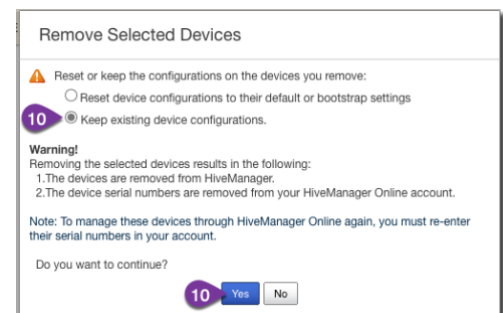 Remove Selected Devices
Reset or keep the configurations on the devices you remove:
Reset device configurations to their default or bootstrap settings
10 Keep existing device configurations.
Warning!
Removing the selected devices results in the following:
1.The devices are removed from HiveManager.
2.The device serial numbers are removed from your HiveManager Online account.
Note: To manage these devices through HiveManager Online again, you must re-enter
their serial numbers in your account.
Do you want to continue?
10 Yes No